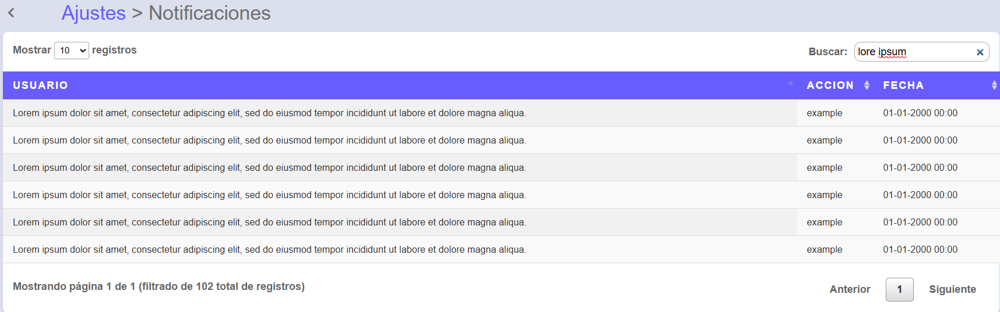 Ajustes > Notificaciones
Mostrar 10 registros
Buscar: lore ipsum
USUARIO ACCION FECHA
Lorem ipsum dolor sit amet, consectetur adipiscing elit, sed do eiusmod tempor incididunt ut labore et dolore magna aliqua. example 01-01-2000 00:00
Lorem ipsum dolor sit amet, consectetur adipiscing elit, sed do eiusmod tempor incididunt ut labore et dolore magna aliqua. example 01-01-2000 00:00
Lorem ipsum dolor sit amet, consectetur adipiscing elit, sed do eiusmod tempor incididunt ut labore et dolore magna aliqua. example 01-01-2000 00:00
Lorem ipsum dolor sit amet, consectetur adipiscing elit, sed do eiusmod tempor incididunt ut labore et dolore magna aliqua. example 01-01-2000 00:00
Lorem ipsum dolor sit amet, consectetur adipiscing elit, sed do eiusmod tempor incididunt ut labore et dolore magna aliqua. example 01-01-2000 00:00
Lorem ipsum dolor sit amet, consectetur adipiscing elit, sed do eiusmod tempor incididunt ut labore et dolore magna aliqua. example 01-01-2000 00:00
Mostrando página 1 de 1 (filtrado de 102 total de registros)
Anterior 1 Siguiente